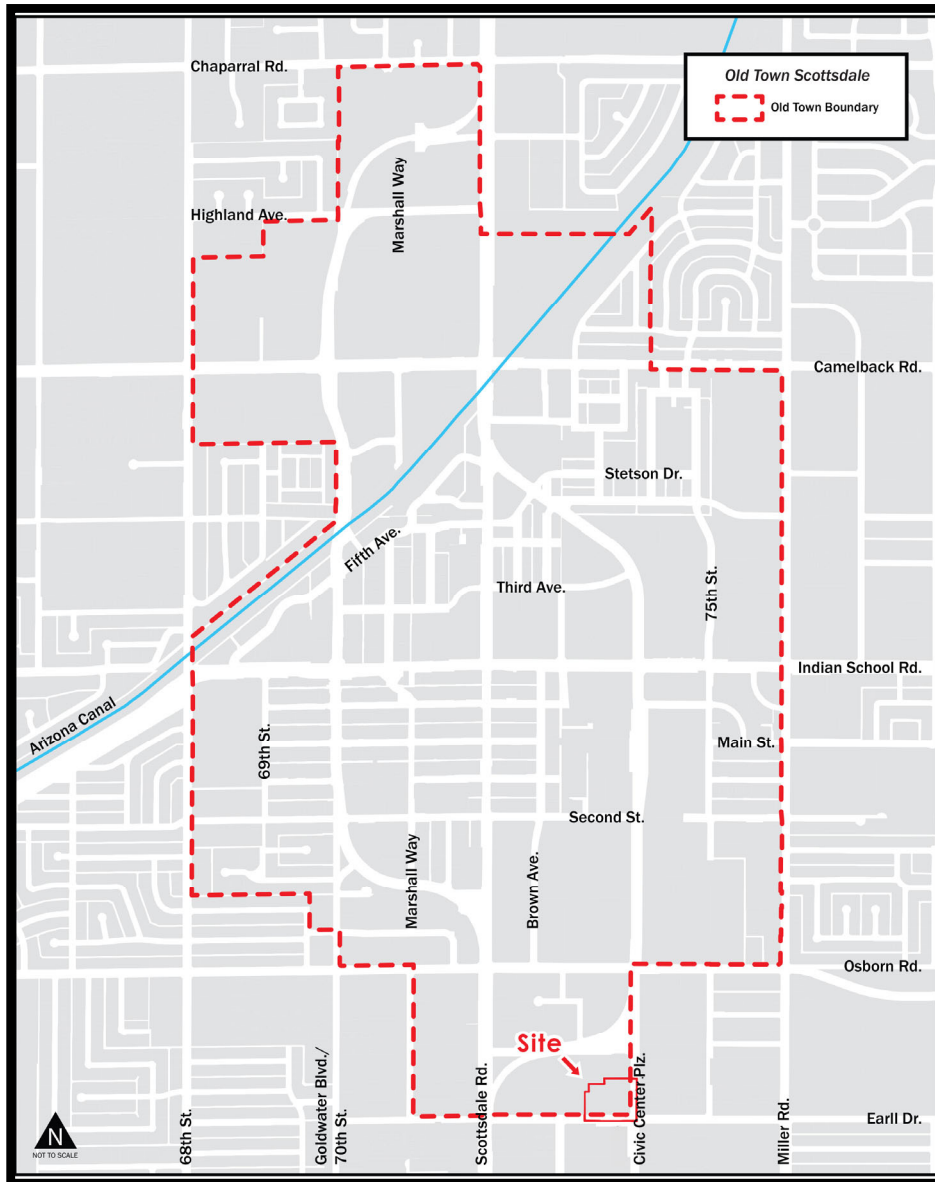 Chaparral Rd.
Old Town Scottsdale
Old Town Boundary
Marshall Way
Highland Ave.
Camelback Rd.
Stetson Dr.
Fifth Ave.
Third Ave.
75th St.
Indian School Rd.
Arizona Canal
69th St.
Main St.
Second St.
Marshall Way
Brown Ave.
Osborn Rd.
Site
68th St.
Goldwater Blvd./
70th St.
Scottsdale Rd.
Civic Center Plz.
Miller Rd.
Earll Dr.
N
NOT TO SCALE